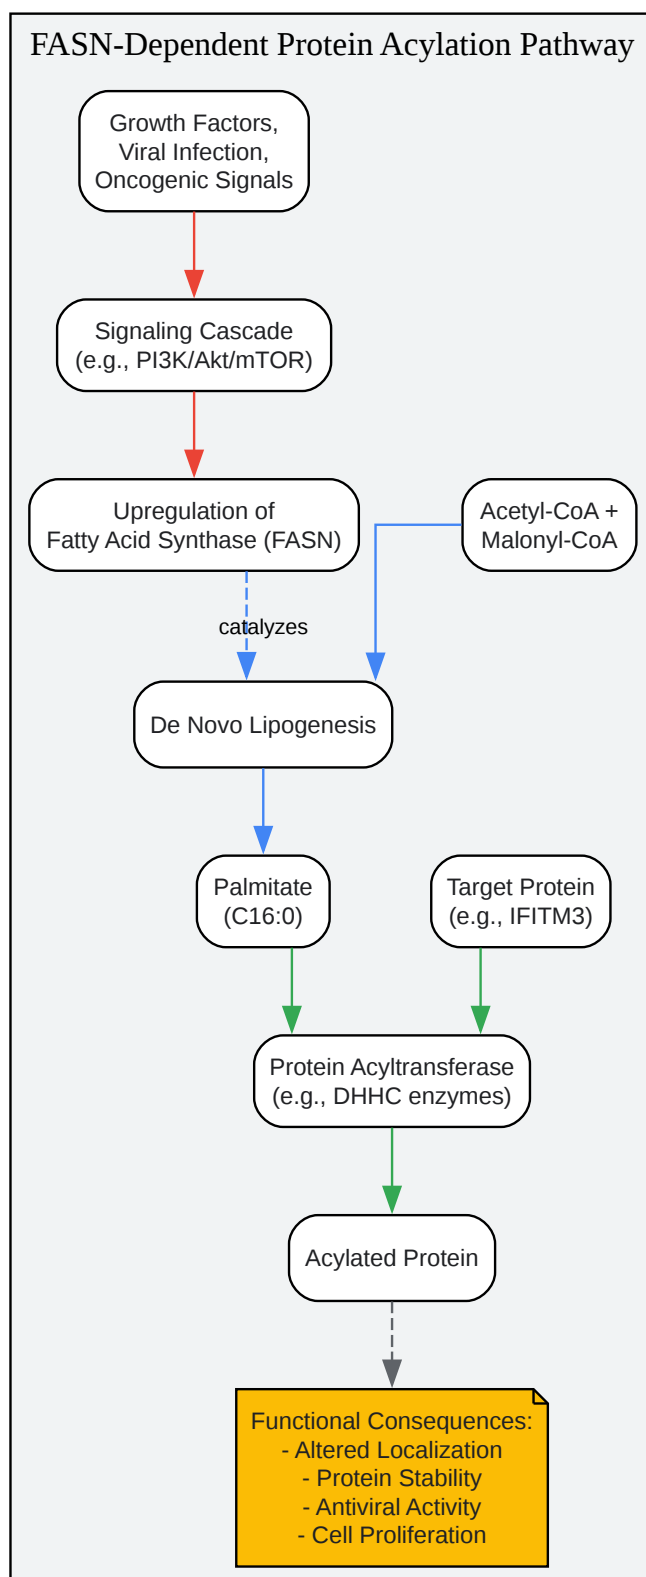 FASN-Dependent Protein Acylation Pathway
Growth Factors,
Viral Infection,
Oncogenic Signals
Signaling Cascade
(e.g., PI3K/Akt/mTOR)
Upregulation of
Fatty Acid Synthase (FASN)
Acetyl-CoA +
Malonyl-CoA
catalyzes
De Novo Lipogenesis
Palmitate
(C16:0)
Target Protein
(e.g., IFITM3)
Protein Acyltransferase
(e.g., DHHC enzymes)
Acylated Protein
Functional Consequences:
- Altered Localization
- Protein Stability
- Antiviral Activity
- Cell Proliferation